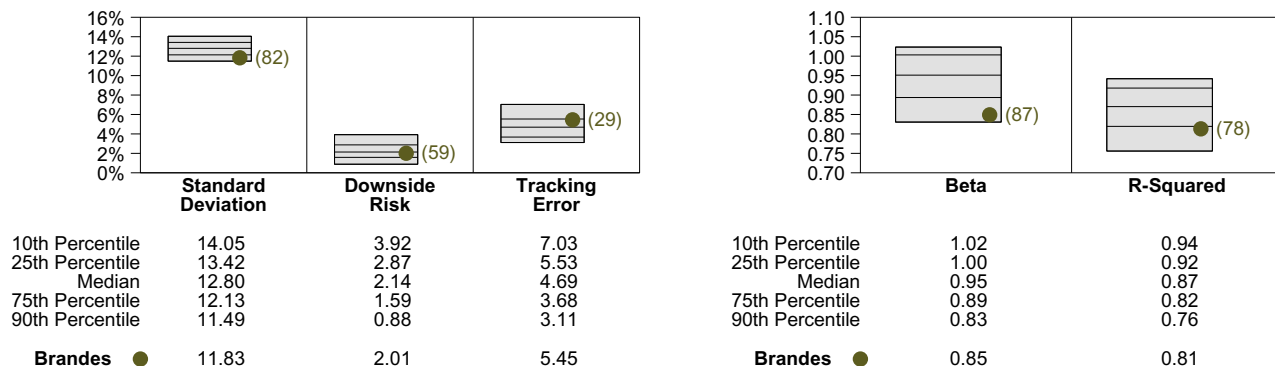 16%
14%
12%
10%
8%
6%
4%
2%
0%
(82)
(59)
(29)
Standard Deviation
Downside Risk
Tracking Error
10th Percentile 14.05 3.92 7.03
25th Percentile 13.42 2.87 5.53
Median 12.80 2.14 4.69
75th Percentile 12.13 1.59 3.68
90th Percentile 11.49 0.88 3.11
Brandes 11.83 2.01 5.45
1.10
1.05
1.00
0.95
0.90
0.85
0.80
0.75
0.70
(87)
(78)
Beta
R-Squared
10th Percentile 1.02 0.94
25th Percentile 1.00 0.92
Median 0.95 0.87
75th Percentile 0.89 0.82
90th Percentile 0.83 0.76
Brandes 0.85 0.81